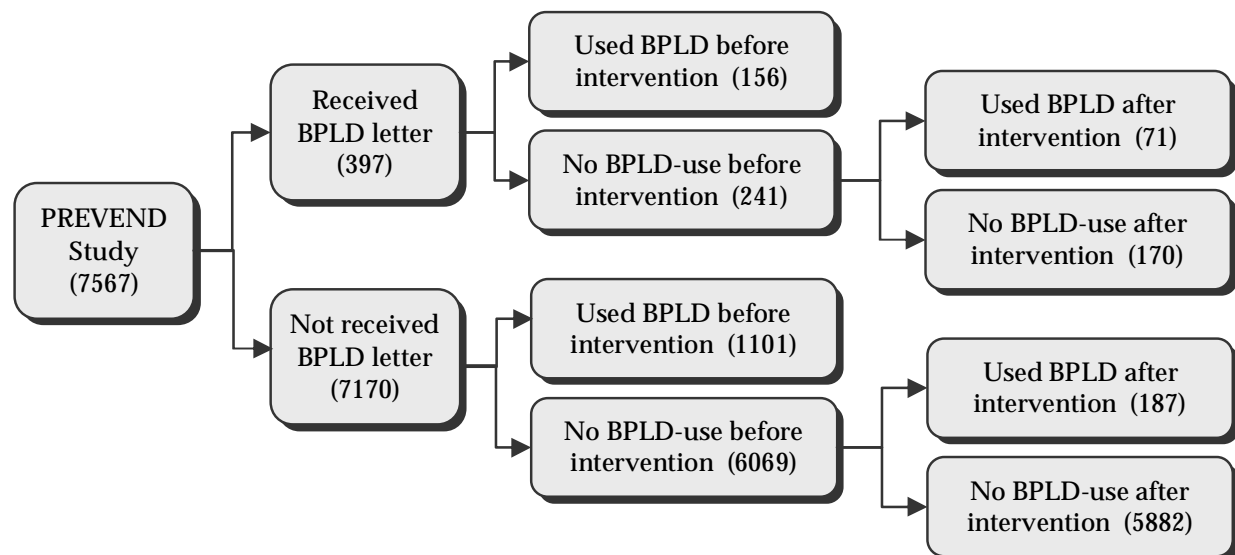 PREVEND
Study
(7567)
Received
BPLD letter
(397)
Used BPLD before
intervention (156)
No BPLD-use before
intervention (241)
Used BPLD after
intervention (71)
No BPLD-use after
intervention (170)
Not received
BPLD letter
(7170)
Used BPLD before
intervention (1101)
No BPLD-use before
intervention (6069)
Used BPLD after
intervention (187)
No BPLD-use after
intervention (5882)